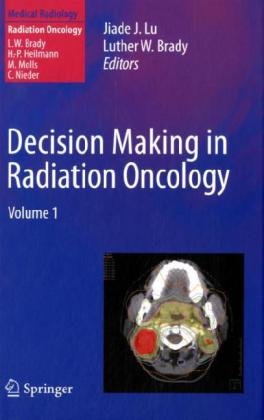 Medical Radiology
Radiation Oncology
L.W. Brady
H.-P. Heilmann
M. Molls
C. Nieder
Jiade J. Lu
Luther W. Brady
Editors
Decision Making in
Radiation Oncology
Volume 1
Springer